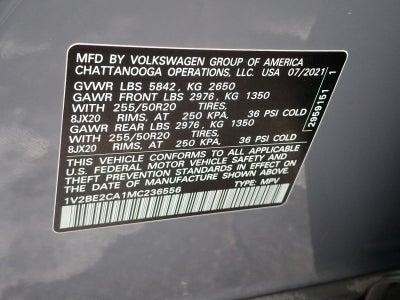 MFD BY VOLKSWAGEN GROUP OF AMERICA
CHATTANOOGA OPERATIONS, LLC. USA 07/2021
GVWR LBS 5842, KG 2650
GAWR FRONT LBS 2976, KG 1350
WITH 255/50R20 TIRES,
8JX20 RIMS, AT 250 KPA, 36 PSI COLD
GAWR REAR LBS 2976, KG 1350
WITH 255/50R20 TIRES,
8JX20 RIMS, AT 250 KPA, 36 PSI COLD
THIS VEHICLE CONFORMS TO ALL APPLICABLE
U.S. FEDERAL MOTOR VEHICLE SAFETY AND
THEFT PREVENTION STANDARDS IN EFFECT ON
THE DATE OF MANUFACTURE SHOWN ABOVE.
1V2BE2CA1MC236556 TYPE: MPV
2959151 1